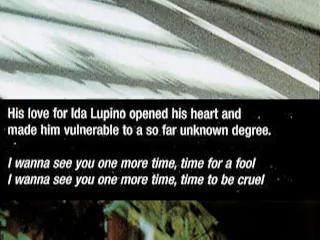 His love for Ida Lupino opened his heart and
made him vulnerable to a so far unknown degree.
I wanna see you one more time, time for a fool
I wanna see you one more time, time to be cruel